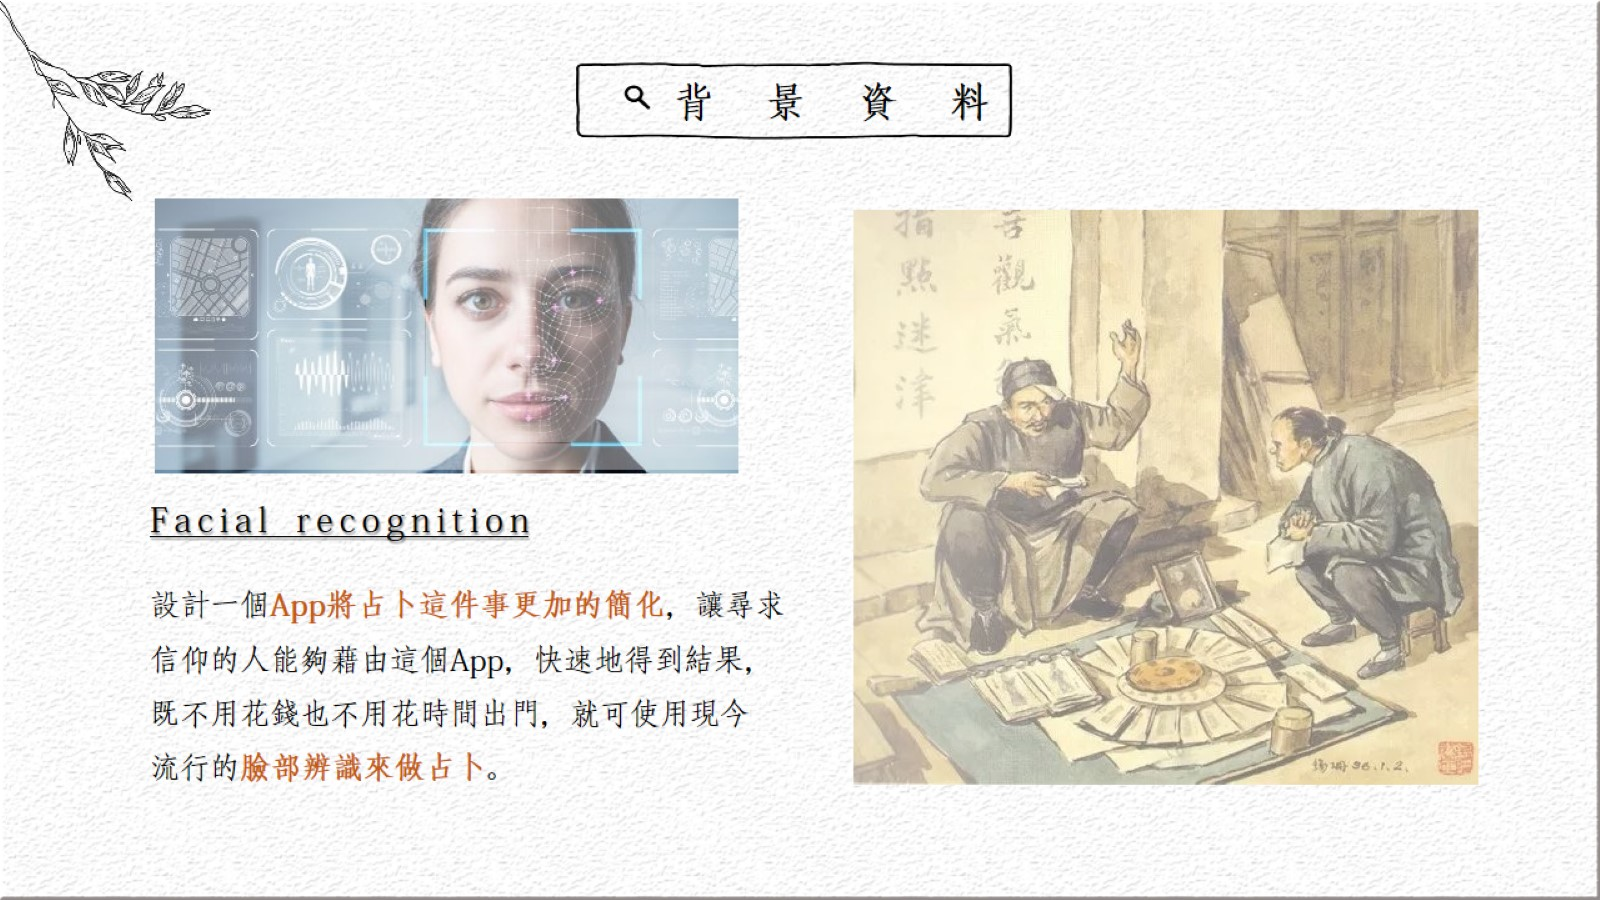 背景資料
Facial recognition
設計一個App將占卜這件事更加的簡化，讓尋求
信仰的人能夠藉由這個App，快速地得到結果，
既不用花錢也不用花時間出門，就可使用現今
流行的臉部辨識來做占卜。
觀氣
指點迷津
96.1.2.